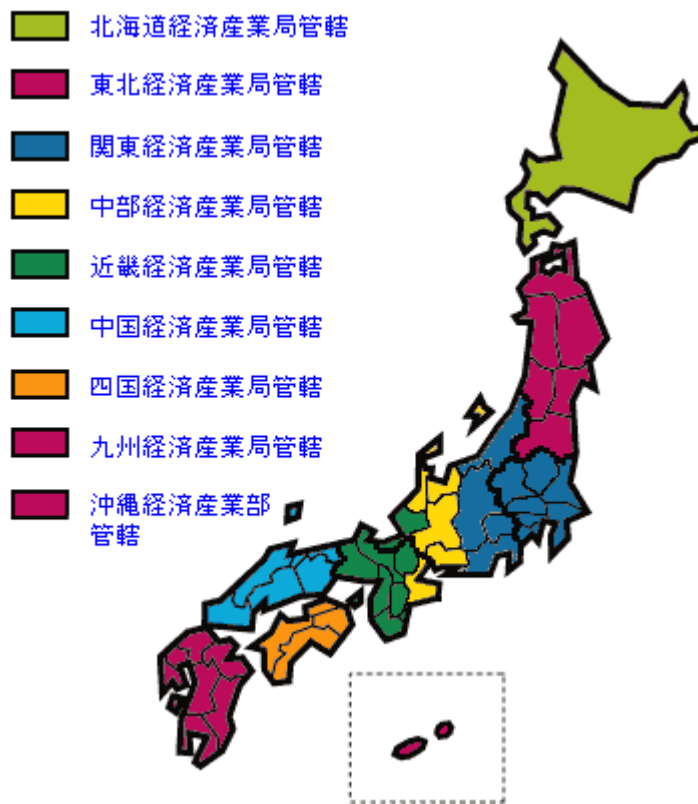 北海道経済産業局管轄
東北経済産業局管轄
関東経済産業局管轄
中部経済産業局管轄
近畿経済産業局管轄
中国経済産業局管轄
四国経済産業局管轄
九州経済産業局管轄
沖縄経済産業部
管轄